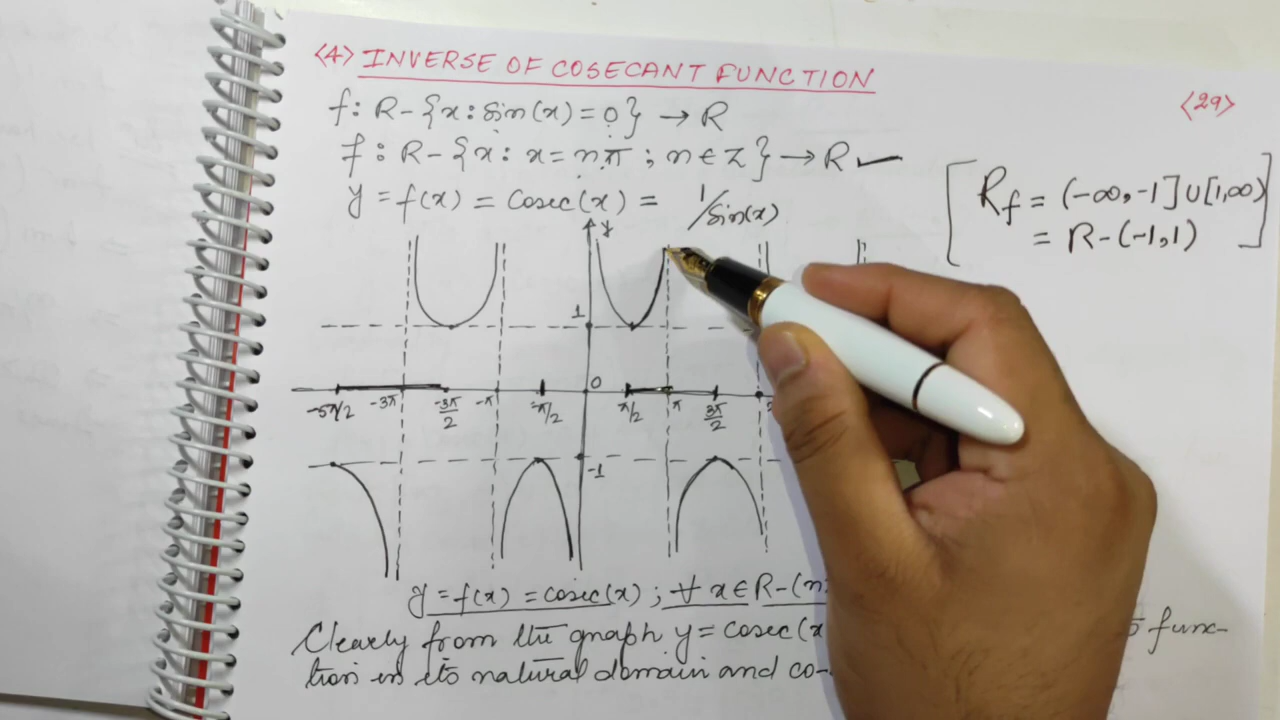 <4> INVERSE OF COSECANT FUNCTION
<29>
f: R-{x: sin(x)=0} → R
f: R-{x: x=nπ ; n∈Z} → R ✓
y = f(x) = Cosec(x) = 1/sin(x)
R_f = (-∞,-1]∪[1,∞)
= R-(-1,1)
y
1
0
-5π/2 -3π -3π/2 -π -π/2 π/2 π 3π/2
-1
y = f(x) = cosec(x) ; ∀ x∈R-(n
Clearly from the graph y = cosec(x func-
tion in its natural domain and co-